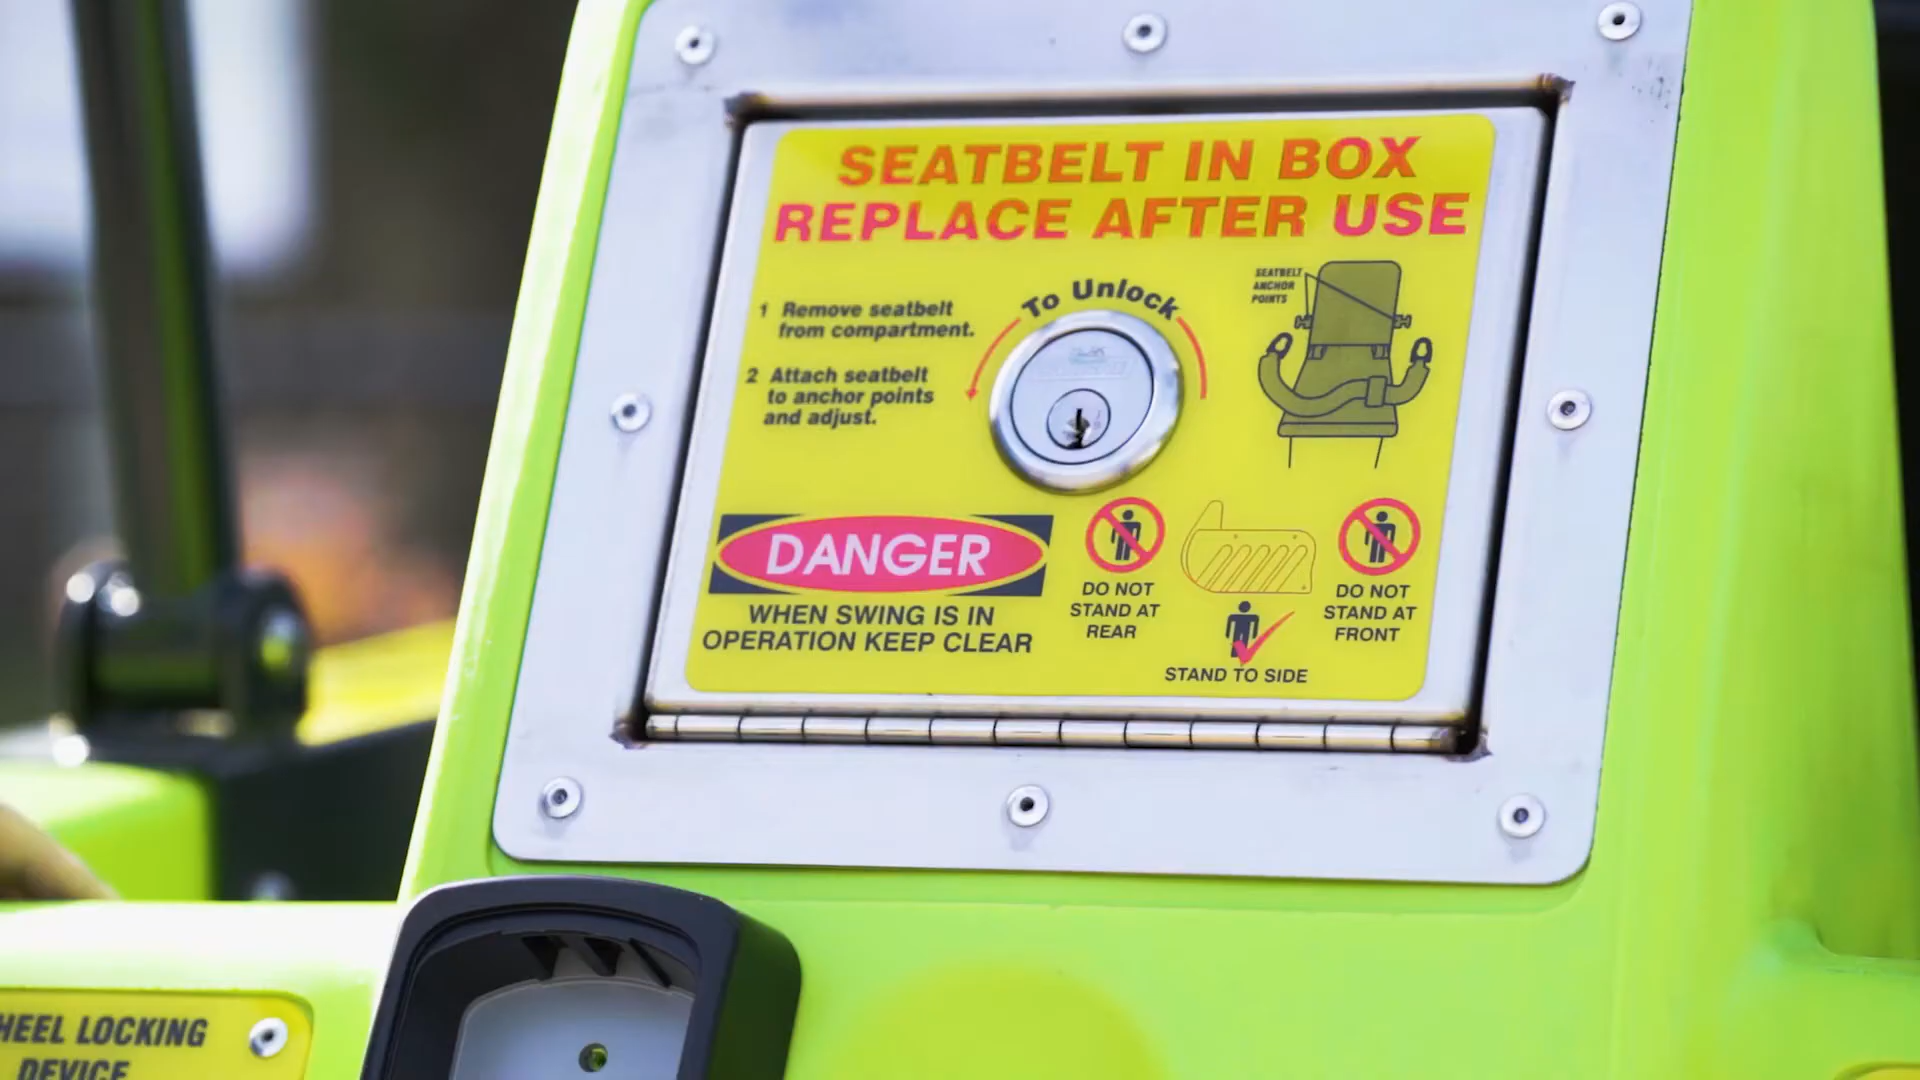 SEATBELT IN BOX
REPLACE AFTER USE
To Unlock
SEATBELT
ANCHOR
POINTS
1 Remove seatbelt
from compartment.
2 Attach seatbelt
to anchor points
and adjust.
DANGER
WHEN SWING IS IN
OPERATION KEEP CLEAR
DO NOT
STAND AT
REAR
STAND TO SIDE
DO NOT
STAND AT
FRONT
HEEL LOCKING
DEVICE